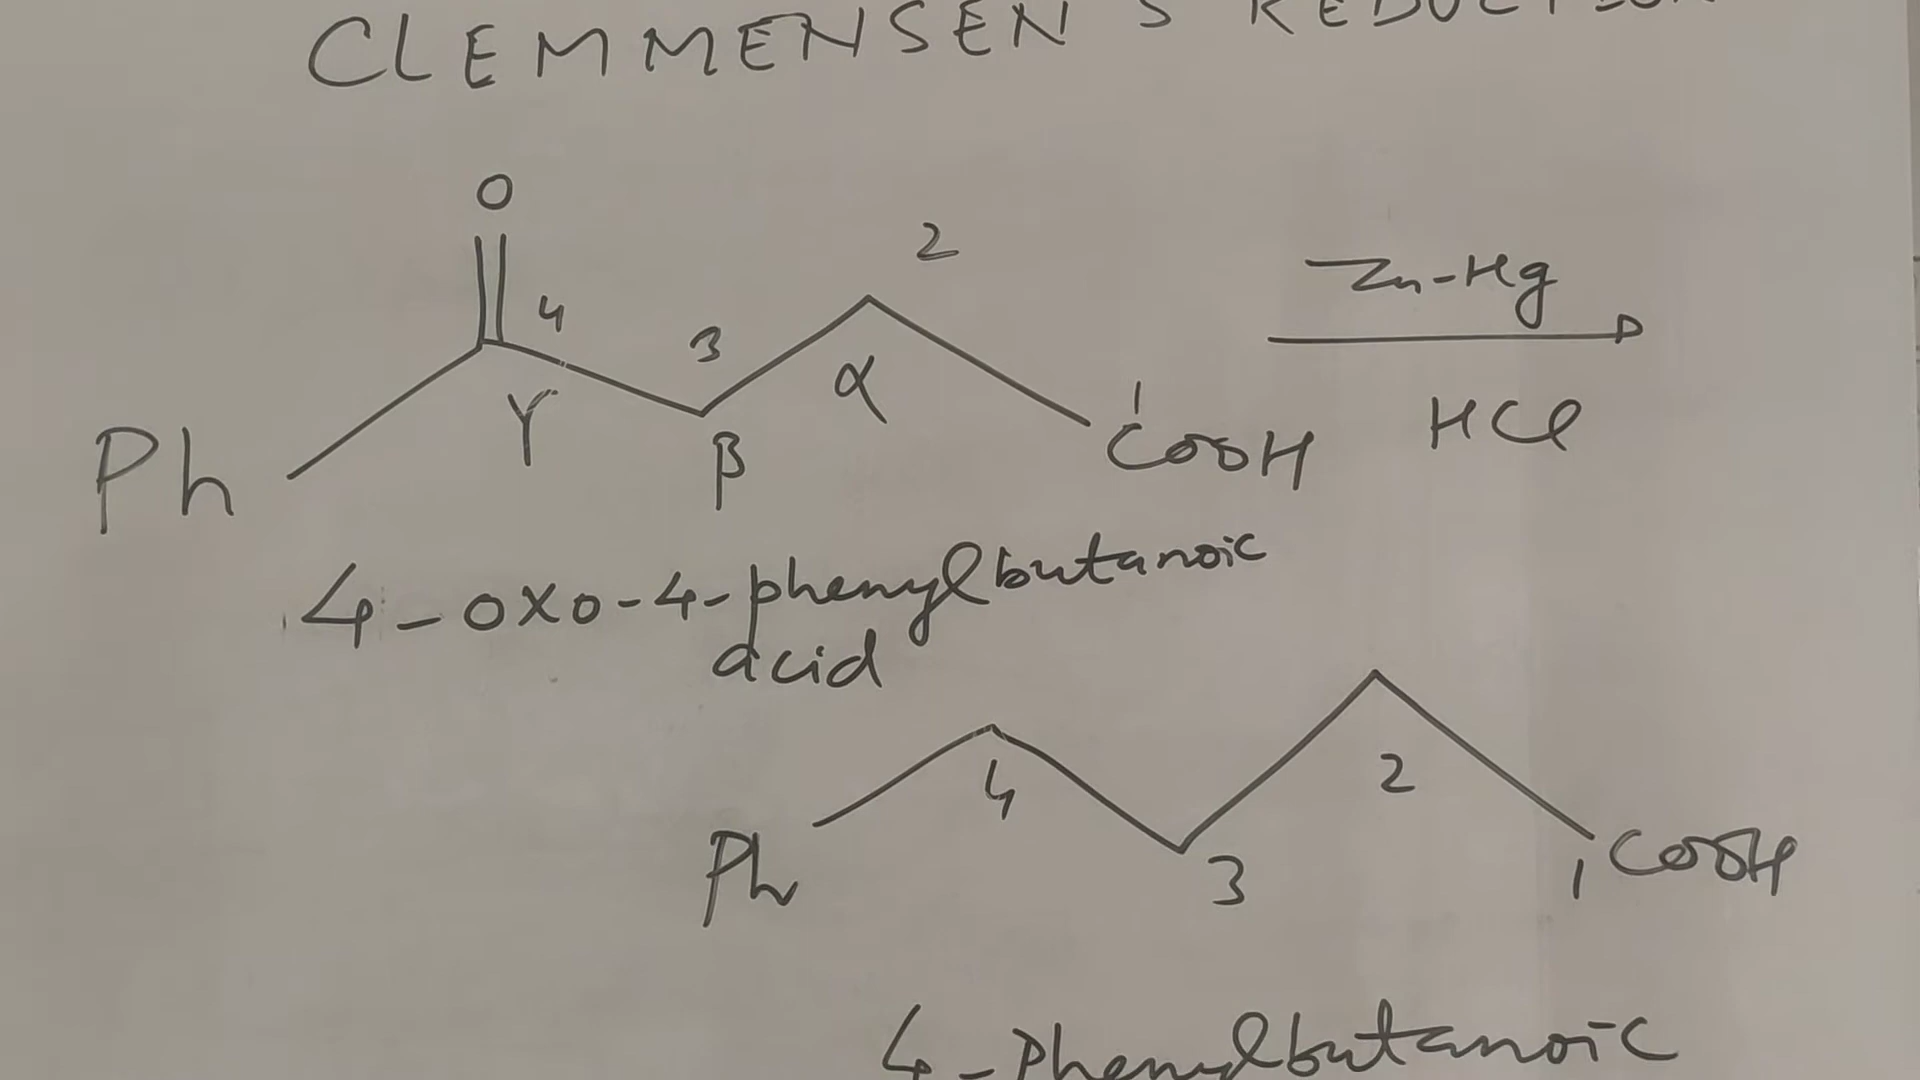 CLEMMENSEN'S REDUCTION
O
2
4
3
Zn-Hg
α
γ
1
HCl
Ph
β
COOH
4-oxo-4-phenylbutanoic
acid
4
2
Ph
3
1
COOH
4-Phenylbutanoic